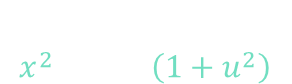 x² (1 + u²)